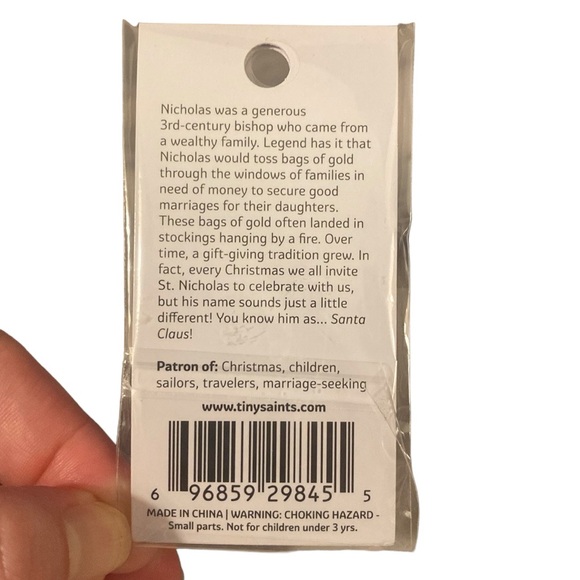 Nicholas was a generous
3rd-century bishop who came from
a wealthy family. Legend has it that
Nicholas would toss bags of gold
through the windows of families in
need of money to secure good
marriages for their daughters.
These bags of gold often landed in
stockings hanging by a fire. Over
time, a gift-giving tradition grew. In
fact, every Christmas we all invite
St. Nicholas to celebrate with us,
but his name sounds just a little
different! You know him as... Santa
Claus!
Patron of: Christmas, children,
sailors, travelers, marriage-seeking
www.tinysaints.com
6 96859 29845 5
MADE IN CHINA | WARNING: CHOKING HAZARD -
Small parts. Not for children under 3 yrs.